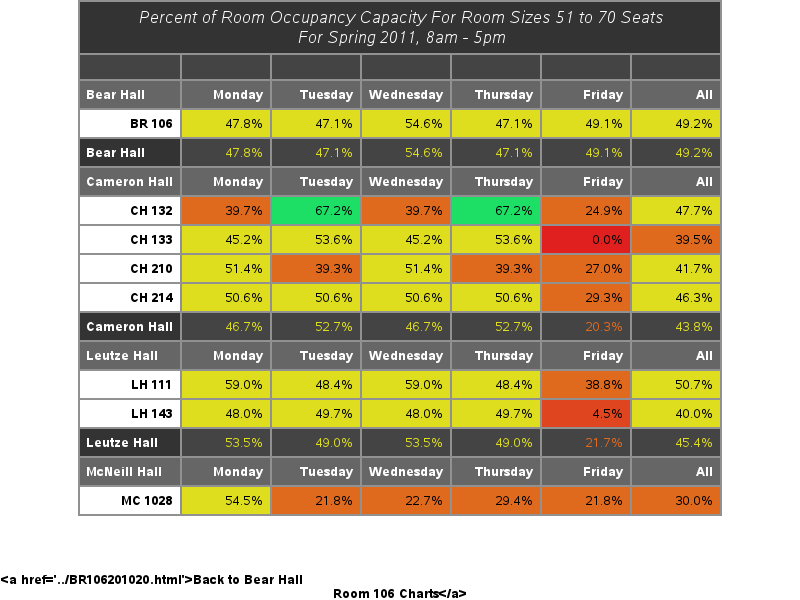 Percent of Room Occupancy Capacity For Room Sizes 51 to 70 Seats
For Spring 2011, 8am - 5pm
Bear Hall Monday Tuesday Wednesday Thursday Friday All
BR 106 47.8% 47.1% 54.6% 47.1% 49.1% 49.2%
Bear Hall 47.8% 47.1% 54.6% 47.1% 49.1% 49.2%
Cameron Hall Monday Tuesday Wednesday Thursday Friday All
CH 132 39.7% 67.2% 39.7% 67.2% 24.9% 47.7%
CH 133 45.2% 53.6% 45.2% 53.6% 0.0% 39.5%
CH 210 51.4% 39.3% 51.4% 39.3% 27.0% 41.7%
CH 214 50.6% 50.6% 50.6% 50.6% 29.3% 46.3%
Cameron Hall 46.7% 52.7% 46.7% 52.7% 20.3% 43.8%
Leutze Hall Monday Tuesday Wednesday Thursday Friday All
LH 111 59.0% 48.4% 59.0% 48.4% 38.8% 50.7%
LH 143 48.0% 49.7% 48.0% 49.7% 4.5% 40.0%
Leutze Hall 53.5% 49.0% 53.5% 49.0% 21.7% 45.4%
McNeill Hall Monday Tuesday Wednesday Thursday Friday All
MC 1028 54.5% 21.8% 22.7% 29.4% 21.8% 30.0%
<a href='../BR106201020.html'>Back to Bear Hall
Room 106 Charts</a>